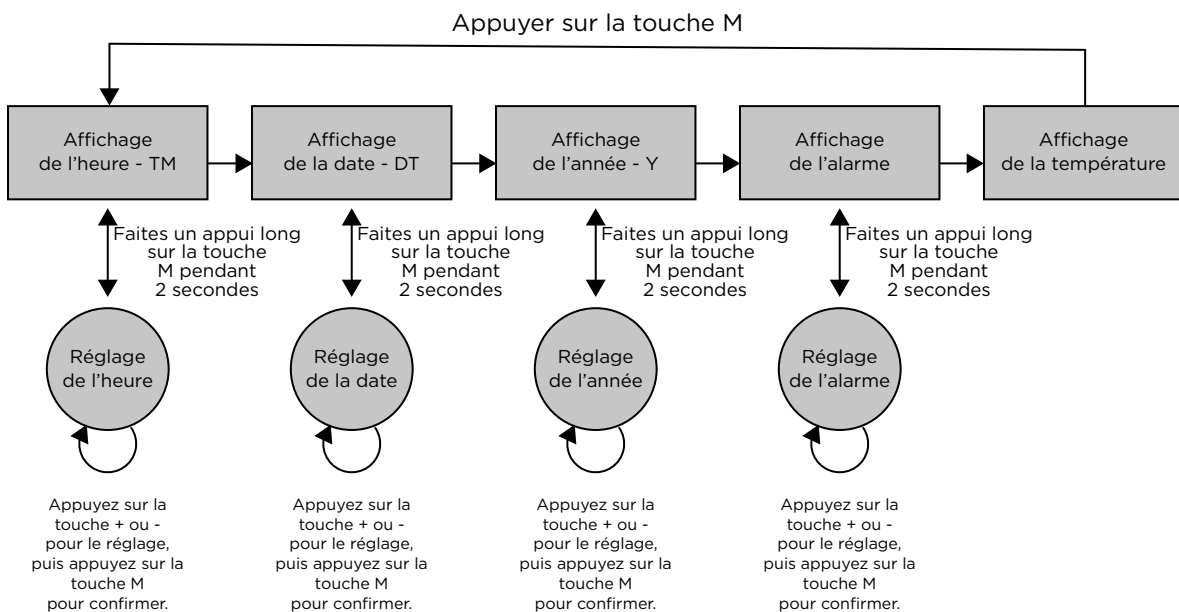 Appuyer sur la touche M
Affichage
de l'heure - TM
Affichage
de la date - DT
Affichage
de l'année - Y
Affichage
de l'alarme
Affichage
de la température
Faites un appui long
sur la touche
M pendant
2 secondes
Faites un appui long
sur la touche
M pendant
2 secondes
Faites un appui long
sur la touche
M pendant
2 secondes
Faites un appui long
sur la touche
M pendant
2 secondes
Réglage
de l'heure
Réglage
de la date
Réglage
de l'année
Réglage
de l'alarme
Appuyez sur la
touche + ou -
pour le réglage,
puis appuyez sur la
touche M
pour confirmer.
Appuyez sur la
touche + ou -
pour le réglage,
puis appuyez sur la
touche M
pour confirmer.
Appuyez sur la
touche + ou -
pour le réglage,
puis appuyez sur la
touche M
pour confirmer.
Appuyez sur la
touche + ou -
pour le réglage,
puis appuyez sur la
touche M
pour confirmer.